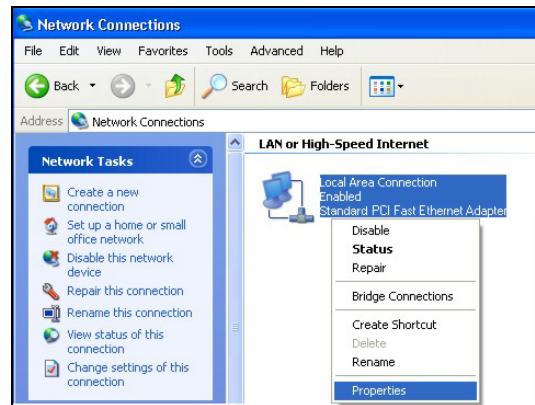 Network Connections
File Edit View Favorites Tools Advanced Help
Back Search Folders
Address Network Connections
Network Tasks
Create a new
connection
Set up a home or small
office network
Disable this network
device
Repair this connection
Rename this connection
View status of this
connection
Change settings of this
connection
LAN or High-Speed Internet
Local Area Connection
Enabled
Standard PCI Fast Ethernet Adapter
Disable
Status
Repair
Bridge Connections
Create Shortcut
Delete
Rename
Properties